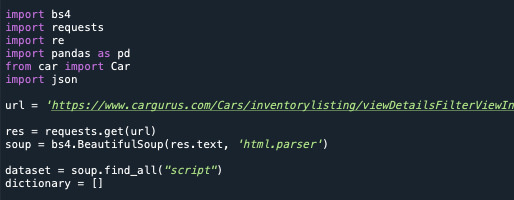 import bs4
import requests
import re
import pandas as pd
from car import Car
import json
url = 'https://www.cargurus.com/Cars/inventorylisting/viewDetailsFilterViewIn
res = requests.get(url)
soup = bs4.BeautifulSoup(res.text, 'html.parser')
dataset = soup.find_all("script")
dictionary = []